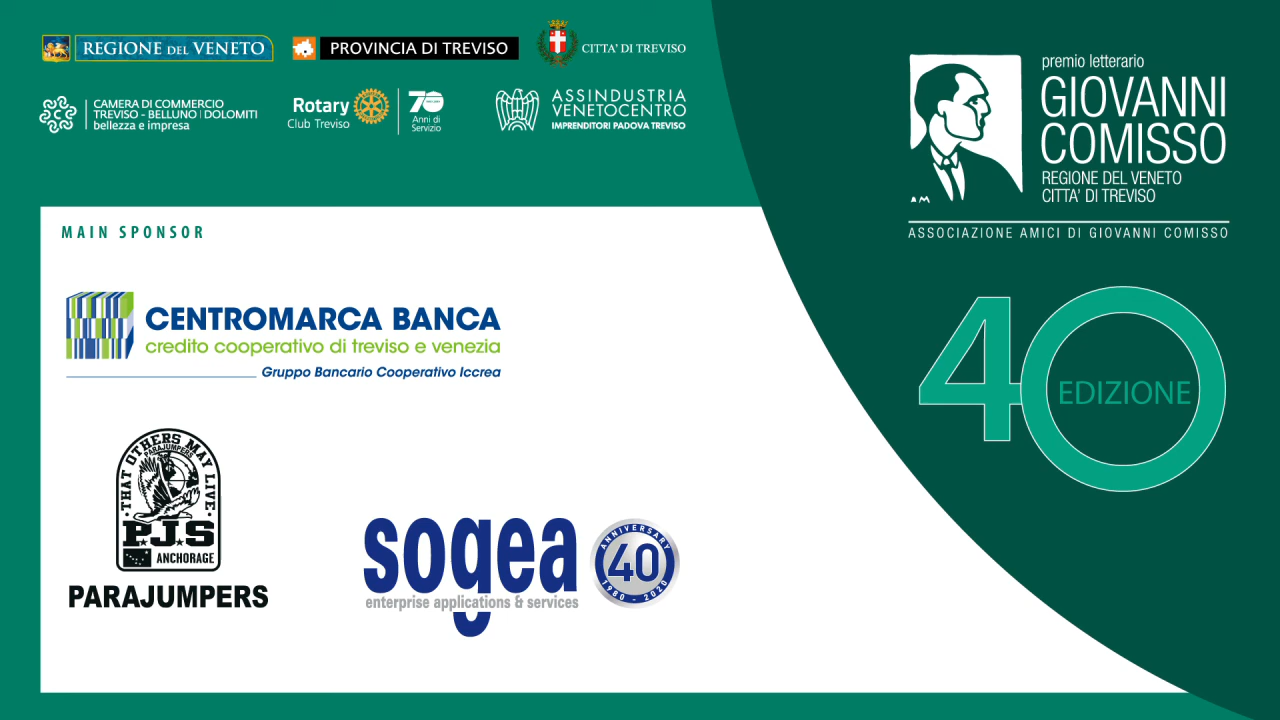 REGIONE DEL VENETO
PROVINCIA DI TREVISO
CITTA' DI TREVISO
CAMERA DI COMMERCIO
TREVISO - BELLUNO | DOLOMITI
bellezza e impresa
Rotary
Club Treviso
70
Anni di
Servizio
ASSINDUSTRIA
VENETOCENTRO
IMPRENDITORI PADOVA TREVISO
premio letterario
GIOVANNI
COMISSO
REGIONE DEL VENETO
CITTA' DI TREVISO
AM
ASSOCIAZIONE AMICI DI GIOVANNI COMISSO
40
EDIZIONE
MAIN SPONSOR
CENTROMARCA BANCA
credito cooperativo di treviso e venezia
Gruppo Bancario Cooperativo Iccrea
THAT OTHERS MAY LIVE
PARAJUMPERS
P.J.S
ANCHORAGE
PARAJUMPERS
sogea
enterprise applications & services
ANNIVERSARY
40
1980 - 2020